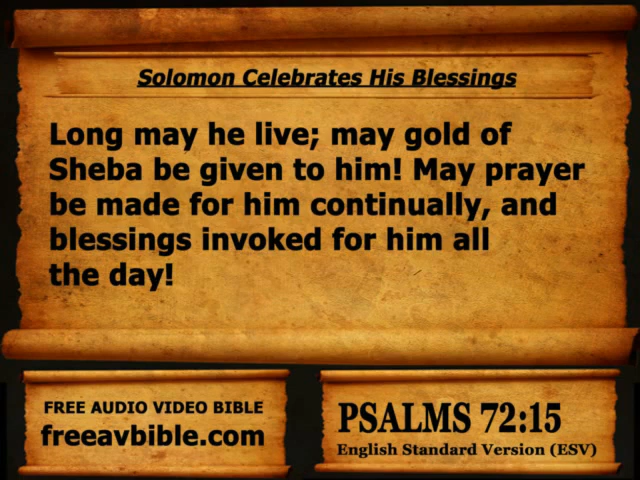 Solomon Celebrates His Blessings
Long may he live; may gold of
Sheba be given to him! May prayer
be made for him continually, and
blessings invoked for him all
the day!
FREE AUDIO VIDEO BIBLE
freeavbible.com
PSALMS 72:15
English Standard Version (ESV)